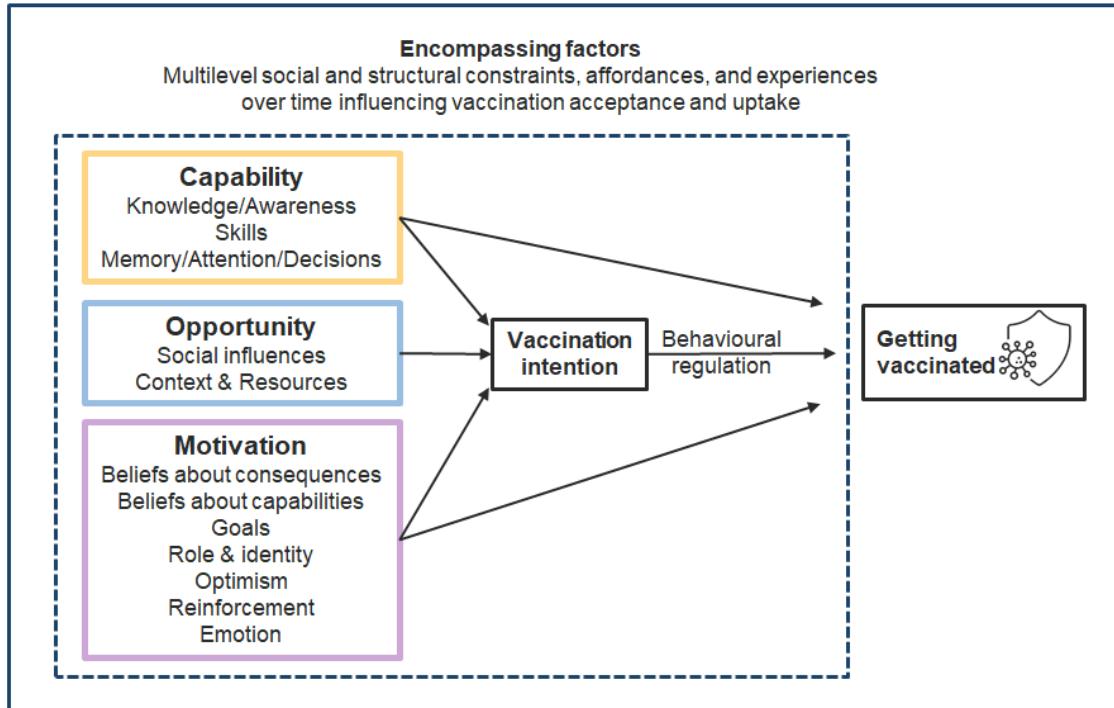 Encompassing factors
Multilevel social and structural constraints, affordances, and experiences
over time influencing vaccination acceptance and uptake
Capability
Knowledge/Awareness
Skills
Memory/Attention/Decisions
Opportunity
Social influences
Context & Resources
Motivation
Beliefs about consequences
Beliefs about capabilities
Goals
Role & identity
Optimism
Reinforcement
Emotion
Vaccination
intention
Behavioural
regulation
Getting
vaccinated